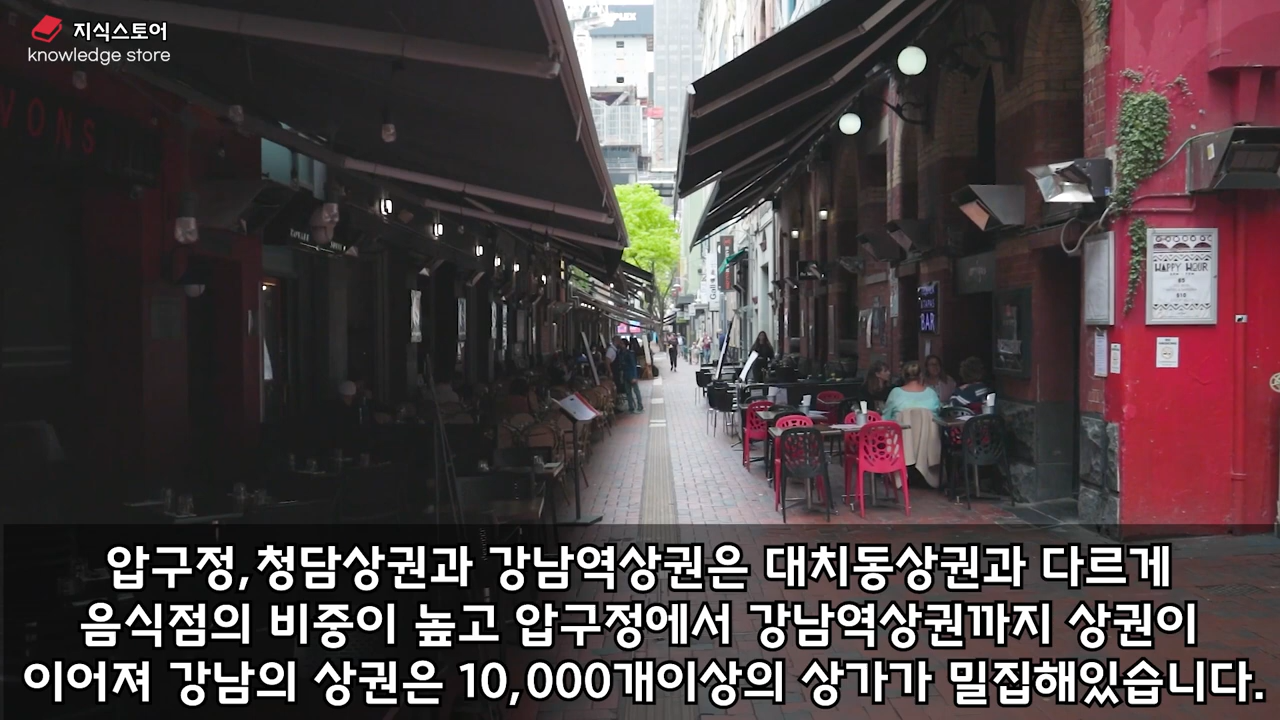 지식스토어
knowledge store
VONS
HAPPY HOUR
$10
BAR
압구정,청담상권과 강남역상권은 대치동상권과 다르게
음식점의 비중이 높고 압구정에서 강남역상권까지 상권이
이어져 강남의 상권은 10,000개이상의 상가가 밀집해있습니다.